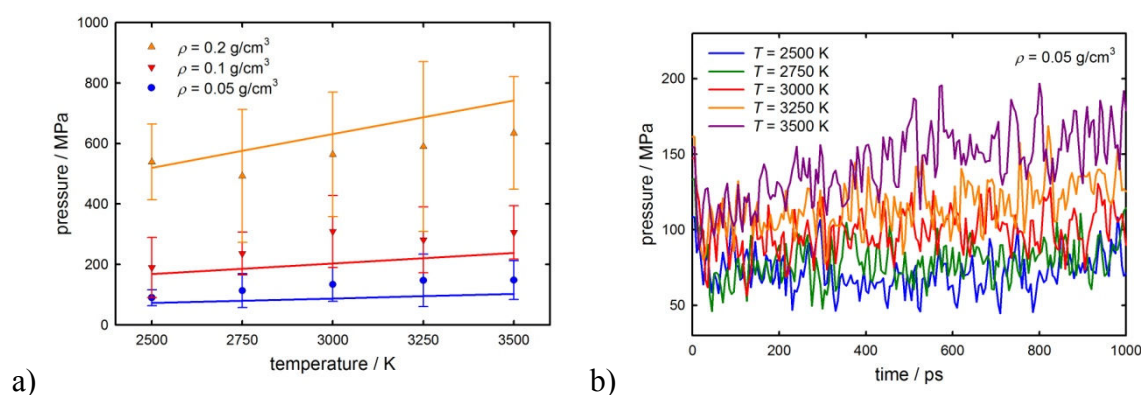 1000
800
600
400
200
0
pressure / MPa
ρ = 0.2 g/cm³
ρ = 0.1 g/cm³
ρ = 0.05 g/cm³
2500 2750 3000 3250 3500
temperature / K
a)
200
150
100
50
pressure / MPa
T = 2500 K
T = 2750 K
T = 3000 K
T = 3250 K
T = 3500 K
ρ = 0.05 g/cm³
0 200 400 600 800 1000
time / ps
b)